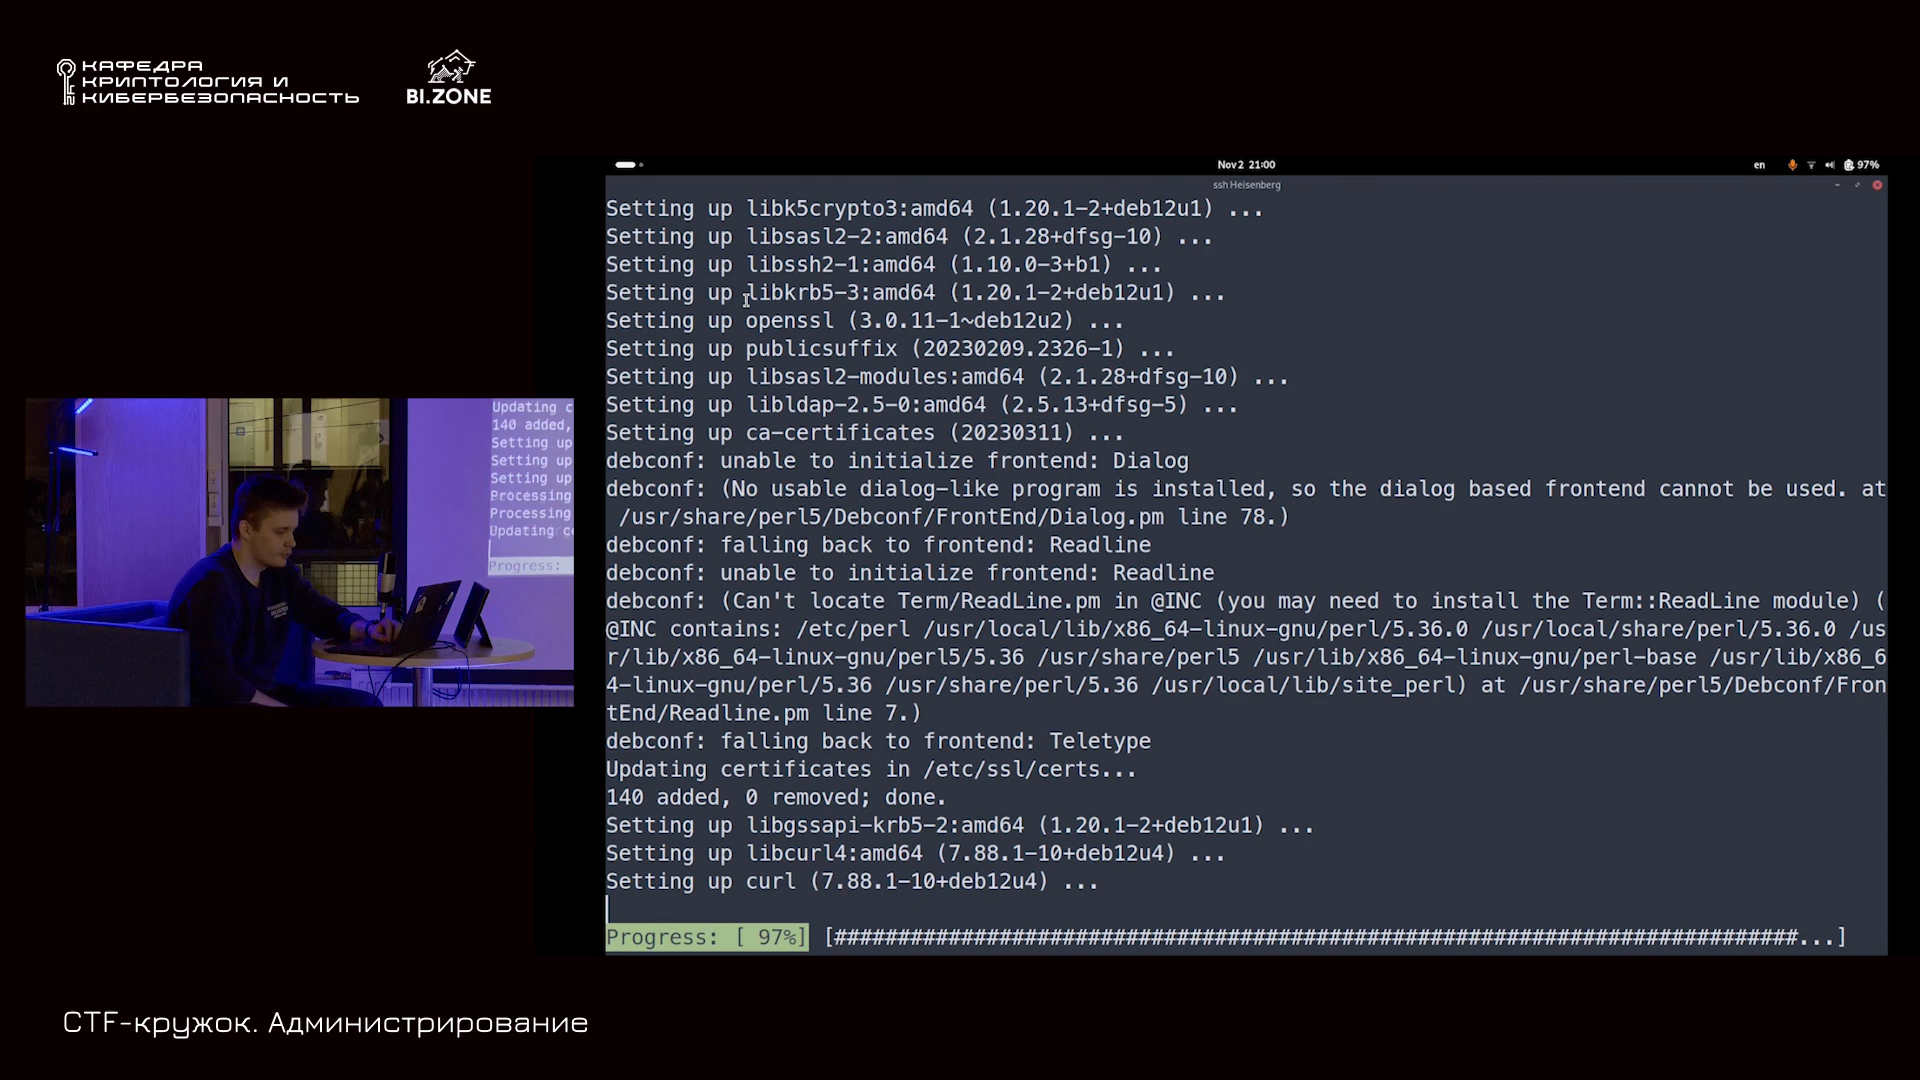 КАФЕДРА
КРИПТОЛОГИЯ И
КИБЕРБЕЗОПАСНОСТЬ
BI.ZONE
Nov 2 21:00
en
97%
ssh Heisenberg
Setting up libk5crypto3:amd64 (1.20.1-2+deb12u1) ...
Setting up libsasl2-2:amd64 (2.1.28+dfsg-10) ...
Setting up libssh2-1:amd64 (1.10.0-3+b1) ...
Setting up libkrb5-3:amd64 (1.20.1-2+deb12u1) ...
Setting up openssl (3.0.11-1~deb12u2) ...
Setting up publicsuffix (20230209.2326-1) ...
Setting up libsasl2-modules:amd64 (2.1.28+dfsg-10) ...
Setting up libldap-2.5-0:amd64 (2.5.13+dfsg-5) ...
Setting up ca-certificates (20230311) ...
debconf: unable to initialize frontend: Dialog
debconf: (No usable dialog-like program is installed, so the dialog based frontend cannot be used. at
/usr/share/perl5/Debconf/FrontEnd/Dialog.pm line 78.)
debconf: falling back to frontend: Readline
debconf: unable to initialize frontend: Readline
debconf: (Can't locate Term/ReadLine.pm in @INC (you may need to install the Term::ReadLine module) (
@INC contains: /etc/perl /usr/local/lib/x86_64-linux-gnu/perl/5.36.0 /usr/local/share/perl/5.36.0 /us
r/lib/x86_64-linux-gnu/perl5/5.36 /usr/share/perl5 /usr/lib/x86_64-linux-gnu/perl-base /usr/lib/x86_6
4-linux-gnu/perl/5.36 /usr/share/perl/5.36 /usr/local/lib/site_perl) at /usr/share/perl5/Debconf/Fron
tEnd/Readline.pm line 7.)
debconf: falling back to frontend: Teletype
Updating certificates in /etc/ssl/certs...
140 added, 0 removed; done.
Setting up libgssapi-krb5-2:amd64 (1.20.1-2+deb12u1) ...
Setting up libcurl4:amd64 (7.88.1-10+deb12u4) ...
Setting up curl (7.88.1-10+deb12u4) ...
Progress: [ 97%] [############################################################################...]
Updating c
140 added,
Setting up
Setting up
Setting up
Processing
Processing
Updating ce
Progress:
CTF-кружок. Администрирование